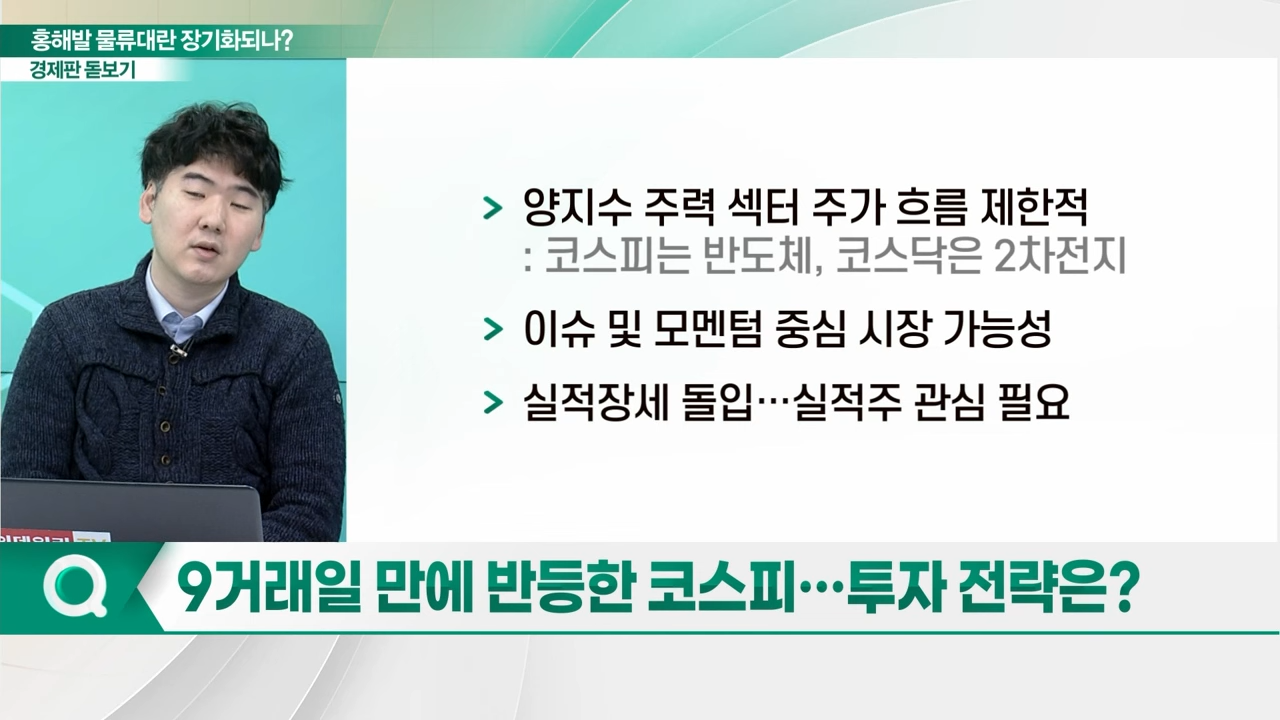 홍해발 물류대란 장기화되나?
경제판 돋보기
> 양지수 주력 섹터 주가 흐름 제한적
: 코스피는 반도체, 코스닥은 2차전지
> 이슈 및 모멘텀 중심 시장 가능성
> 실적장세 돌입…실적주 관심 필요
9거래일 만에 반등한 코스피…투자 전략은?